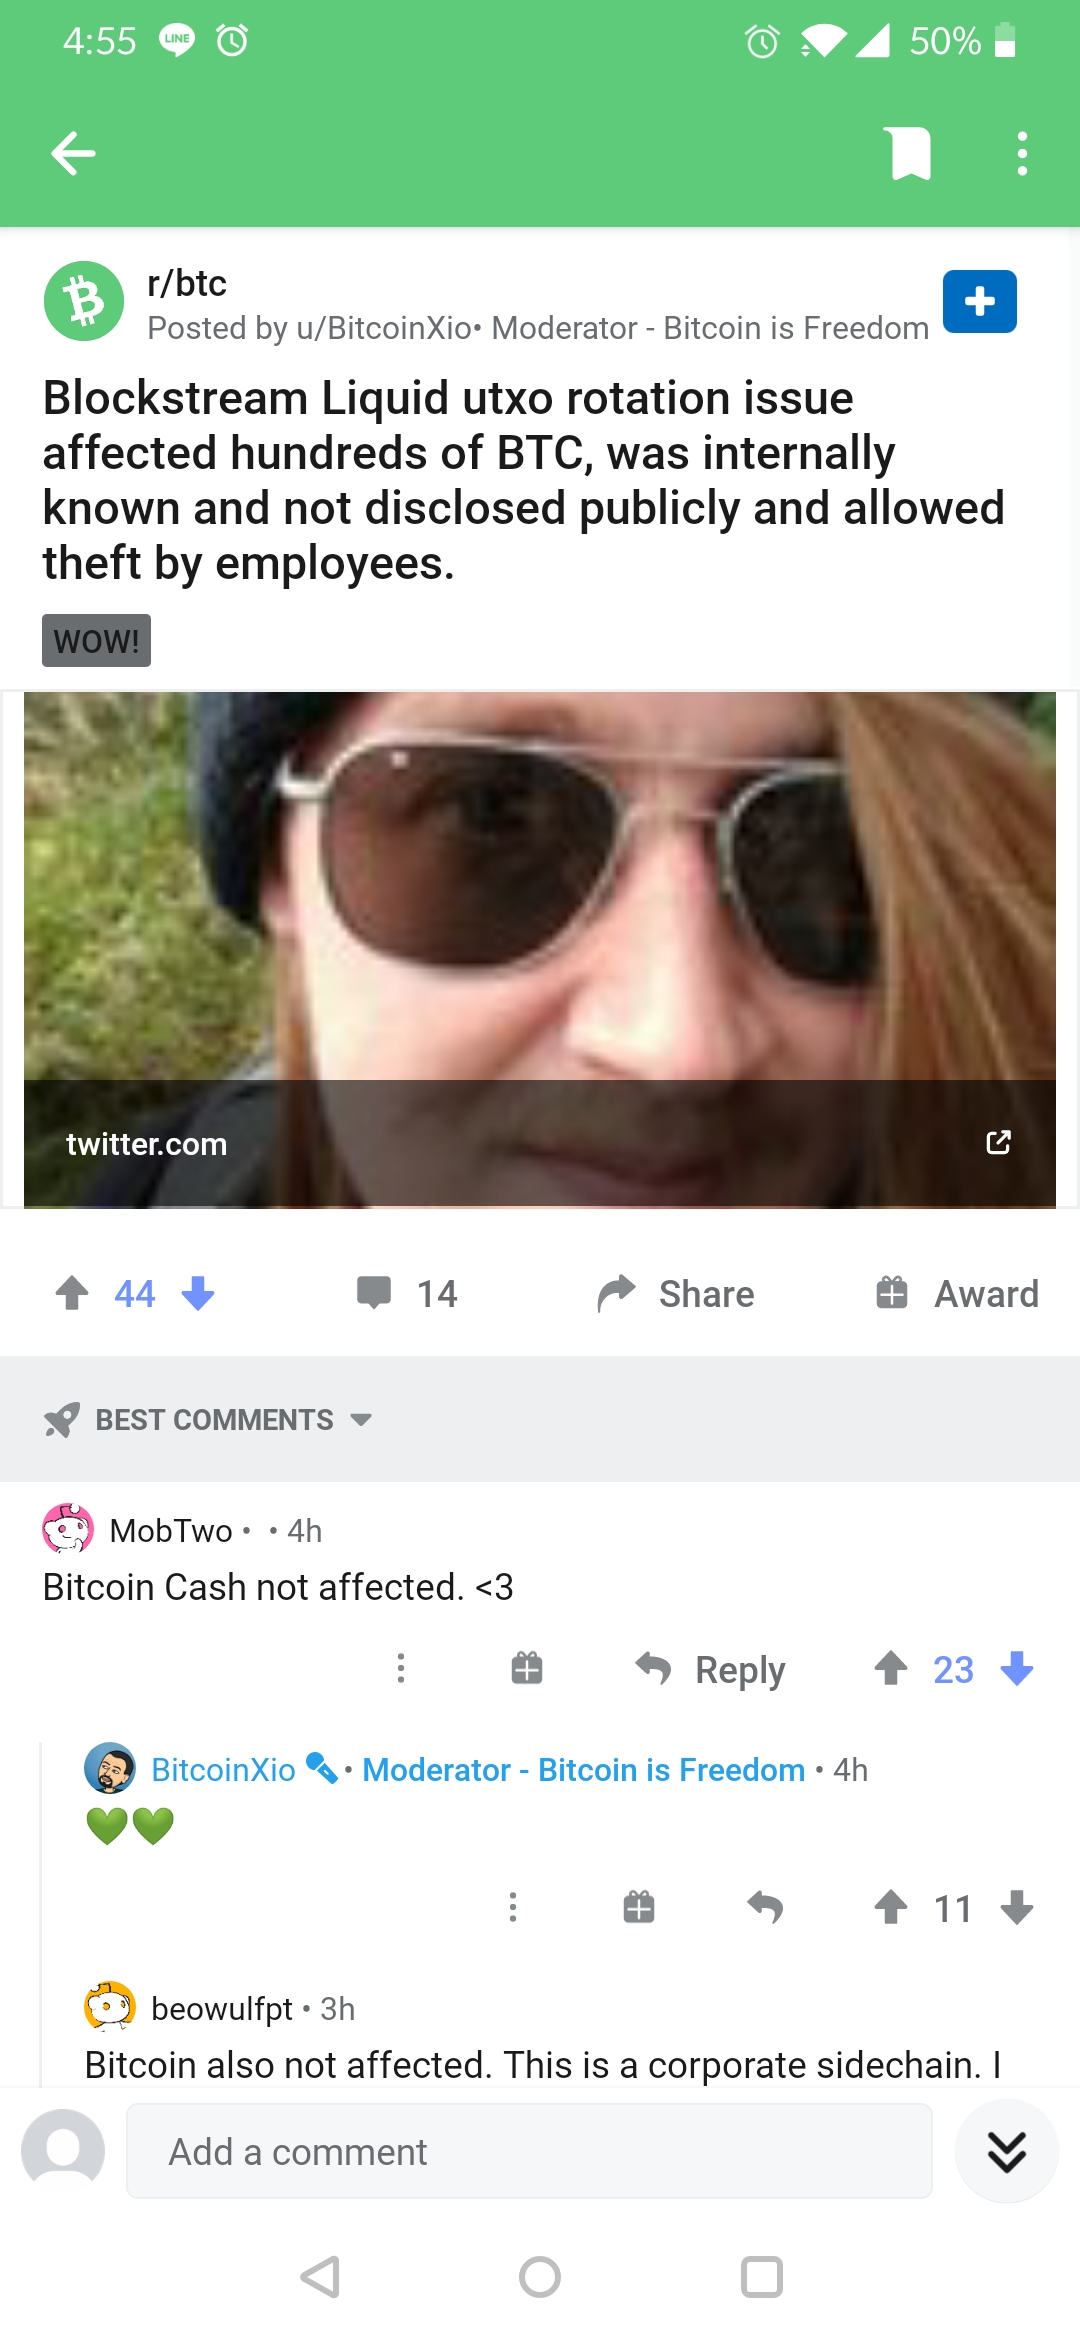 4:55 LINE 50%
r/btc
Posted by u/BitcoinXio• Moderator - Bitcoin is Freedom
Blockstream Liquid utxo rotation issue
affected hundreds of BTC, was internally
known and not disclosed publicly and allowed
theft by employees.
WOW!
twitter.com
44 14 Share Award
BEST COMMENTS
MobTwo • • 4h
Bitcoin Cash not affected. <3
Reply 23
BitcoinXio • Moderator - Bitcoin is Freedom • 4h
💚💚
11
beowulfpt • 3h
Bitcoin also not affected. This is a corporate sidechain. I
Add a comment